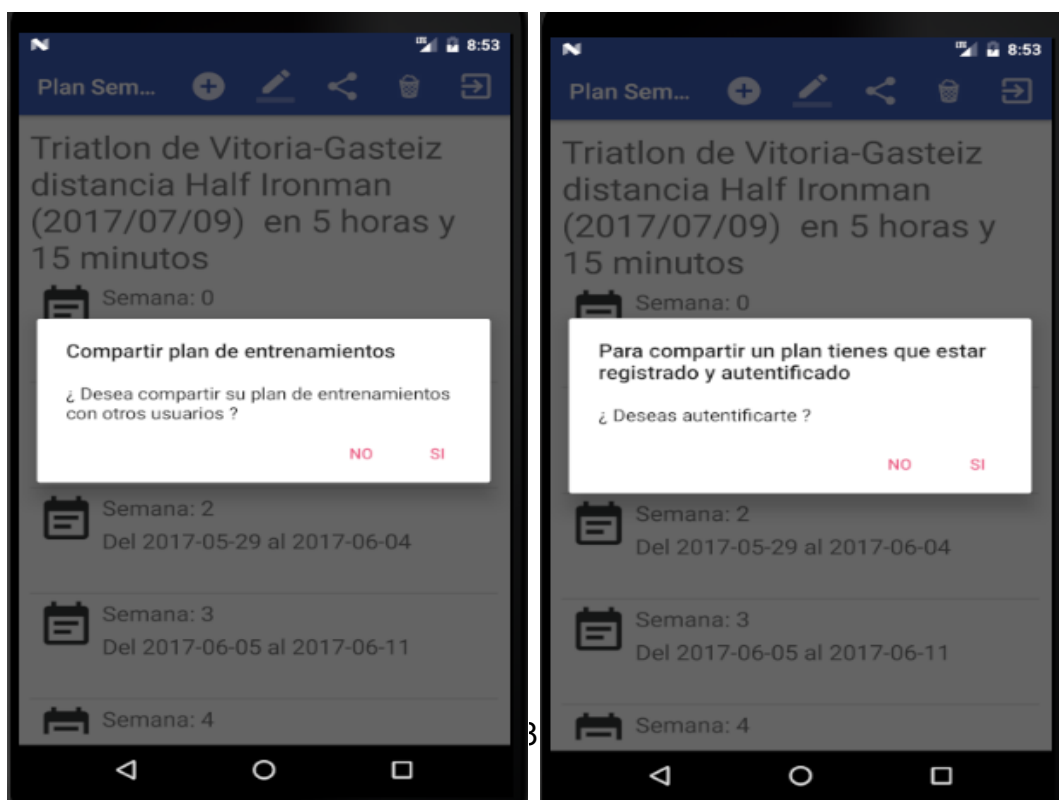 8:53
Plan Sem...
Triatlon de Vitoria-Gasteiz
distancia Half Ironman
(2017/07/09) en 5 horas y
15 minutos
Semana: 0
Compartir plan de entrenamientos
¿ Desea compartir su plan de entrenamientos
con otros usuarios ?
NO SI
Semana: 2
Del 2017-05-29 al 2017-06-04
Semana: 3
Del 2017-06-05 al 2017-06-11
Semana: 4
3
8:53
Plan Sem...
Triatlon de Vitoria-Gasteiz
distancia Half Ironman
(2017/07/09) en 5 horas y
15 minutos
Semana: 0
Para compartir un plan tienes que estar
registrado y autentificado
¿ Deseas autentificarte ?
NO SI
Semana: 2
Del 2017-05-29 al 2017-06-04
Semana: 3
Del 2017-06-05 al 2017-06-11
Semana: 4